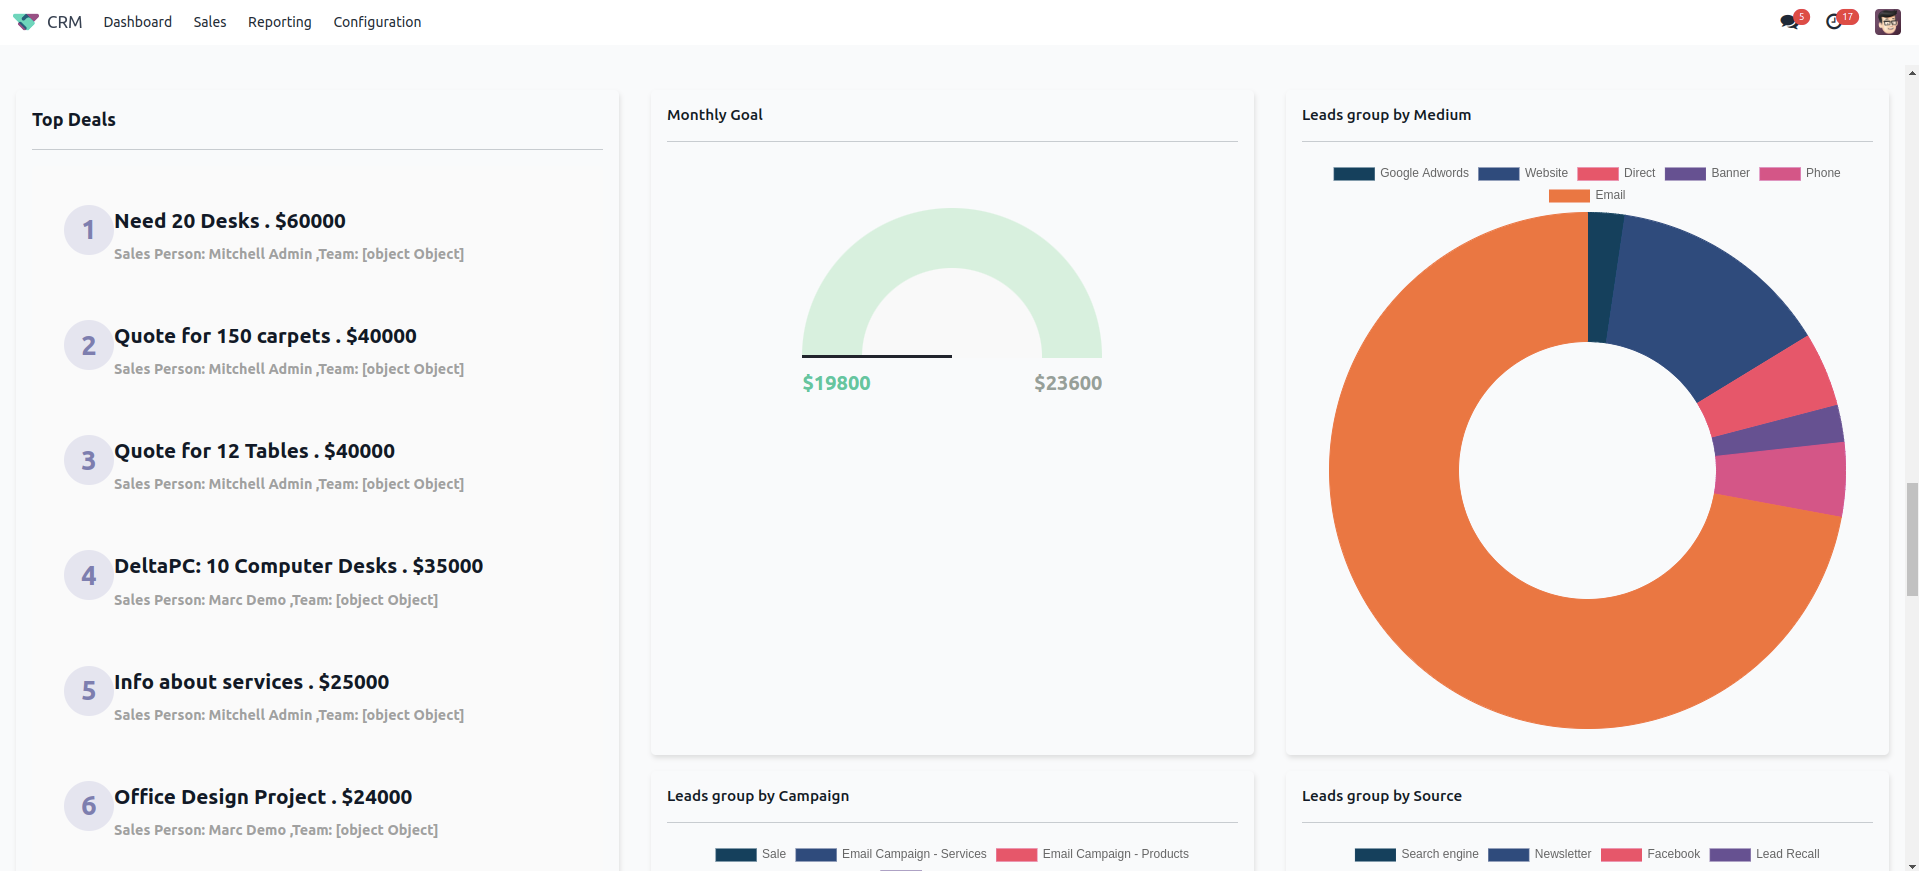 CRM Dashboard Sales Reporting Configuration 5 17
Top Deals
1
Need 20 Desks . $60000
Sales Person: Mitchell Admin ,Team: [object Object]
2
Quote for 150 carpets . $40000
Sales Person: Mitchell Admin ,Team: [object Object]
3
Quote for 12 Tables . $40000
Sales Person: Mitchell Admin ,Team: [object Object]
4
DeltaPC: 10 Computer Desks . $35000
Sales Person: Marc Demo ,Team: [object Object]
5
Info about services . $25000
Sales Person: Mitchell Admin ,Team: [object Object]
6
Office Design Project . $24000
Sales Person: Marc Demo ,Team: [object Object]
Monthly Goal
$19800 $23600
Leads group by Medium
Google Adwords Website Direct Banner Phone
Email
Leads group by Campaign
Sale Email Campaign - Services Email Campaign - Products
Leads group by Source
Search engine Newsletter Facebook Lead Recall